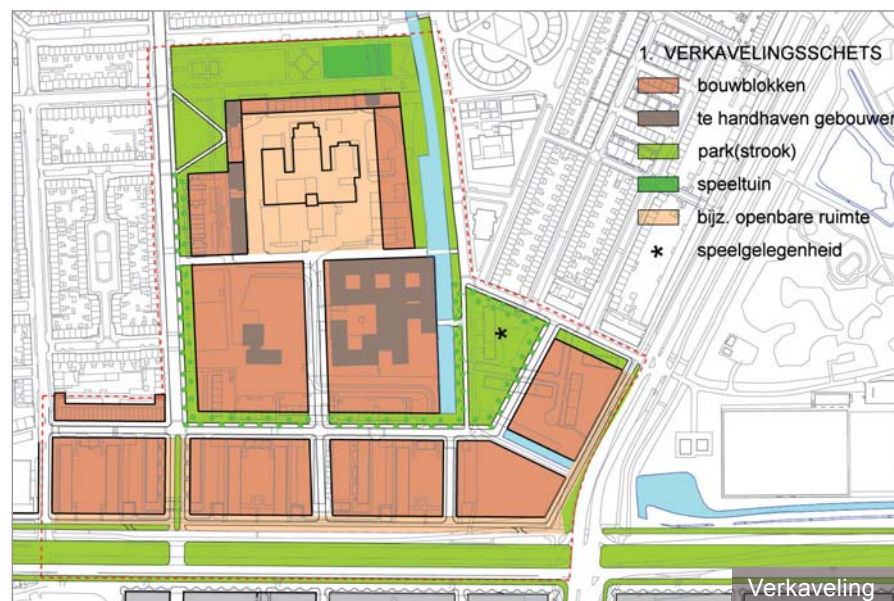 1. VERKAVELINGSSCHETS
bouwblokken
te handhaven gebouwen
park(strook)
speeltuin
bijz. openbare ruimte
* speelgelegenheid
*
Verkaveling